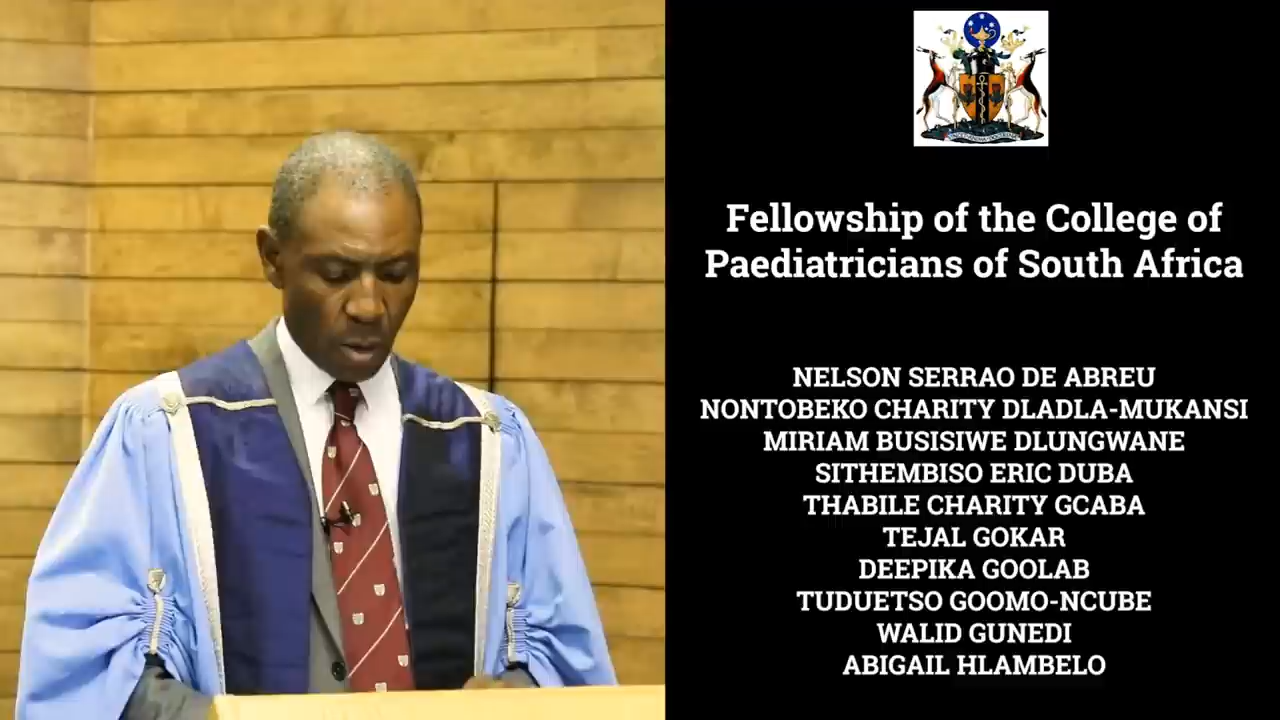 Fellowship of the College of
Paediatricians of South Africa
NELSON SERRAO DE ABREU
NONTOBEKO CHARITY DLADLA-MUKANSI
MIRIAM BUSISIWE DLUNGWANE
SITHEMBISO ERIC DUBA
THABILE CHARITY GCABA
TEJAL GOKAR
DEEPIKA GOOLAB
TUDUETSO GOOMO-NCUBE
WALID GUNEDI
ABIGAIL HLAMBELO